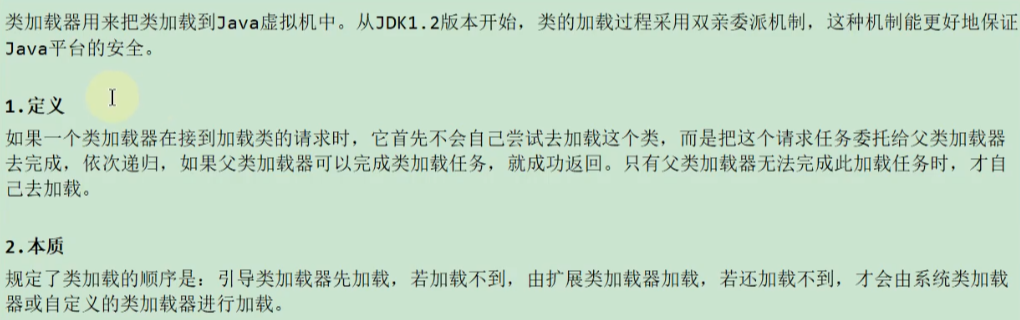 类加载器用来把类加载到Java虚拟机中。从JDK1.2版本开始，类的加载过程采用双亲委派机制，这种机制能更好地保证
Java平台的安全。
1.定义
如果一个类加载器在接到加载类的请求时，它首先不会自己尝试去加载这个类，而是把这个请求任务委托给父类加载器
去完成，依次递归，如果父类加载器可以完成类加载任务，就成功返回。只有父类加载器无法完成此加载任务时，才自
己去加载。
2.本质
规定了类加载的顺序是：引导类加载器先加载，若加载不到，由扩展类加载器加载，若还加载不到，才会由系统类加载
器或自定义的类加载器进行加载。